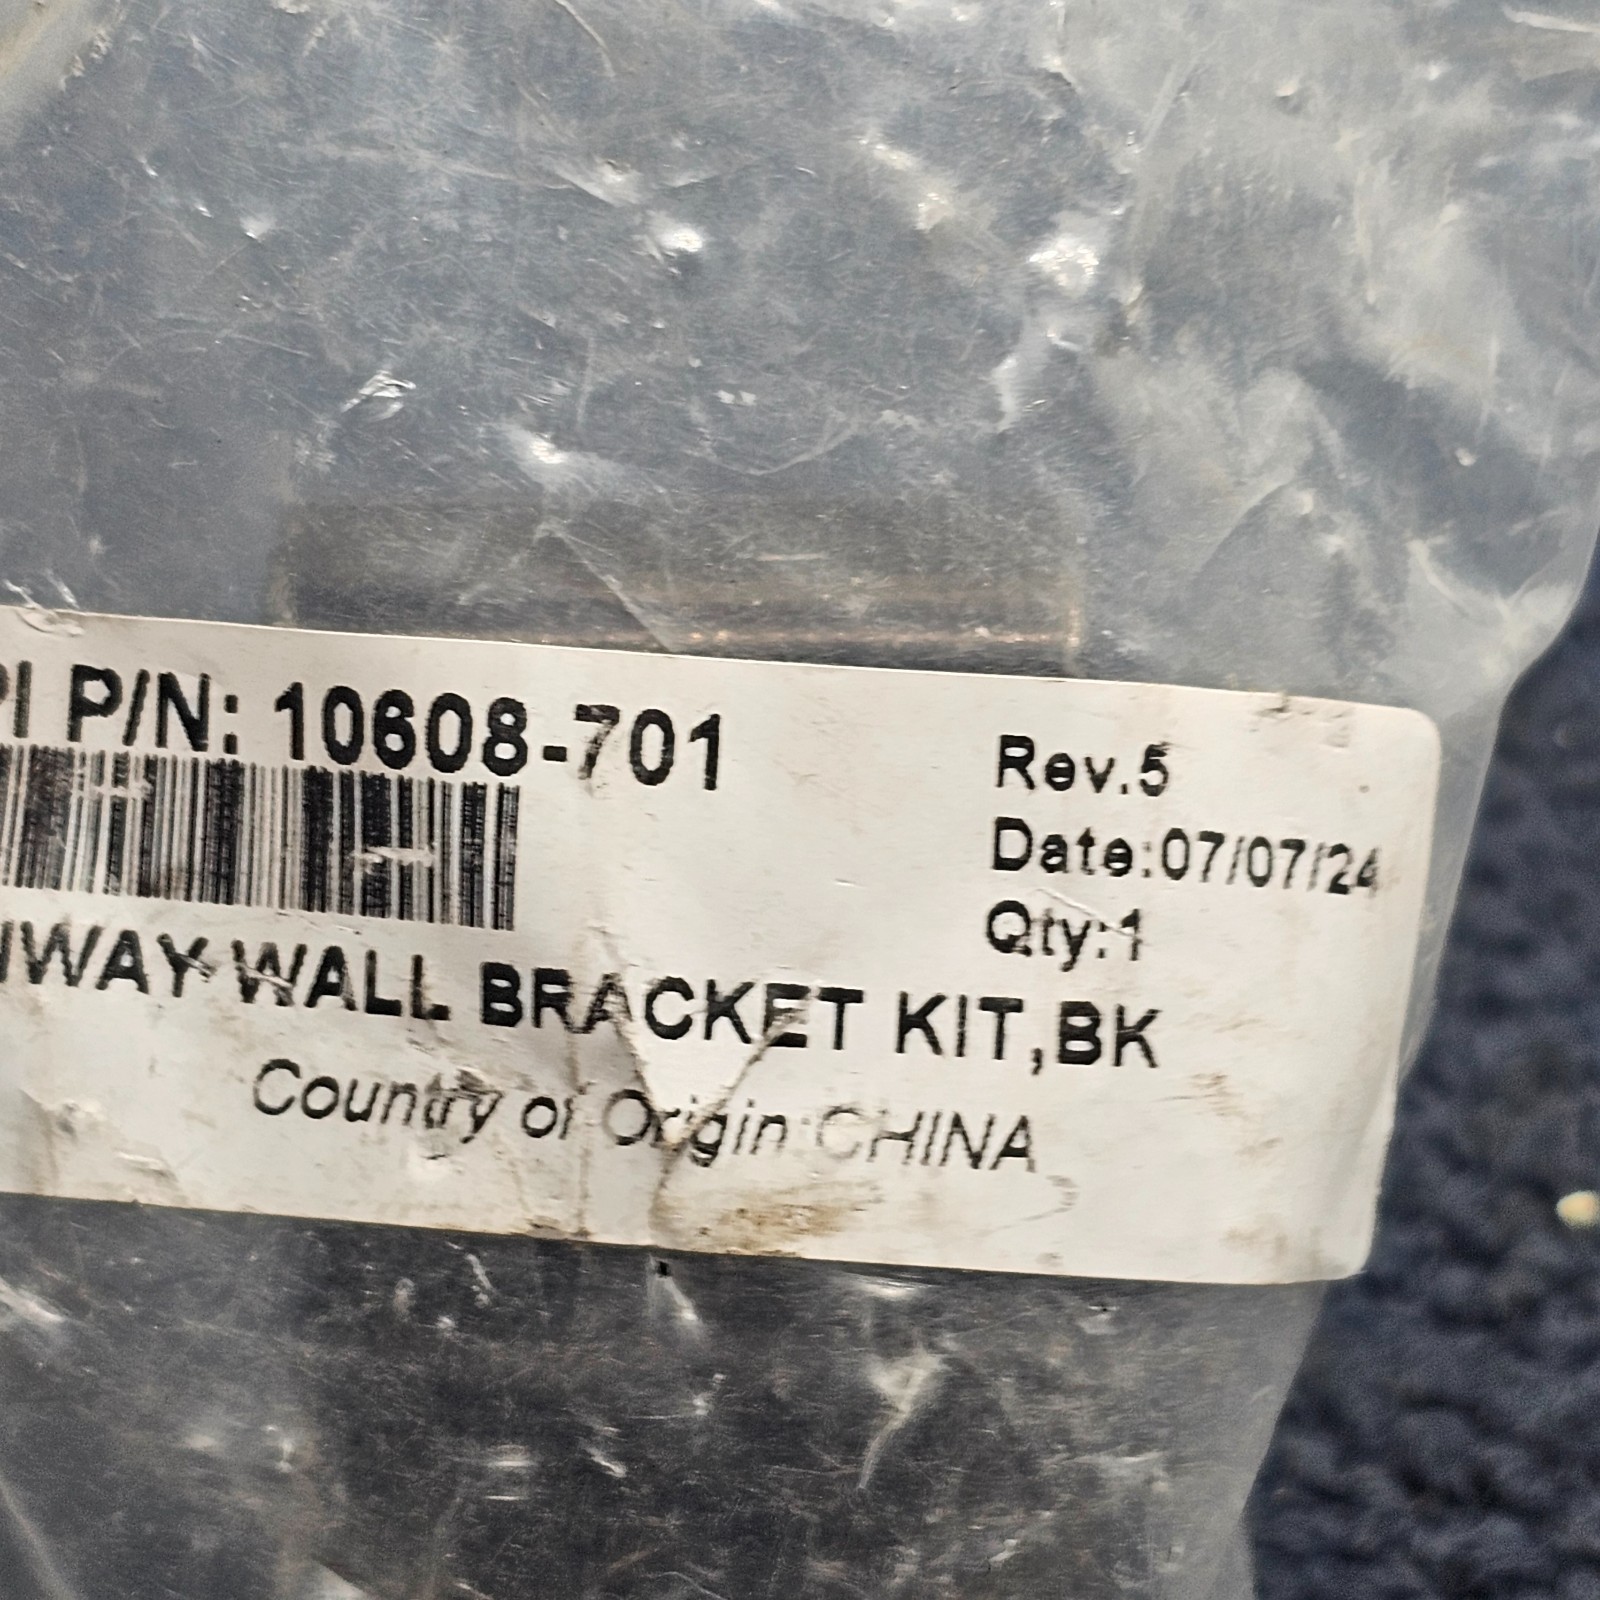 PI P/N: 10608-701
Rev.5
Date:07/07/24
Qty:1
WAY WALL BRACKET KIT,BK
Country of Origin:CHINA